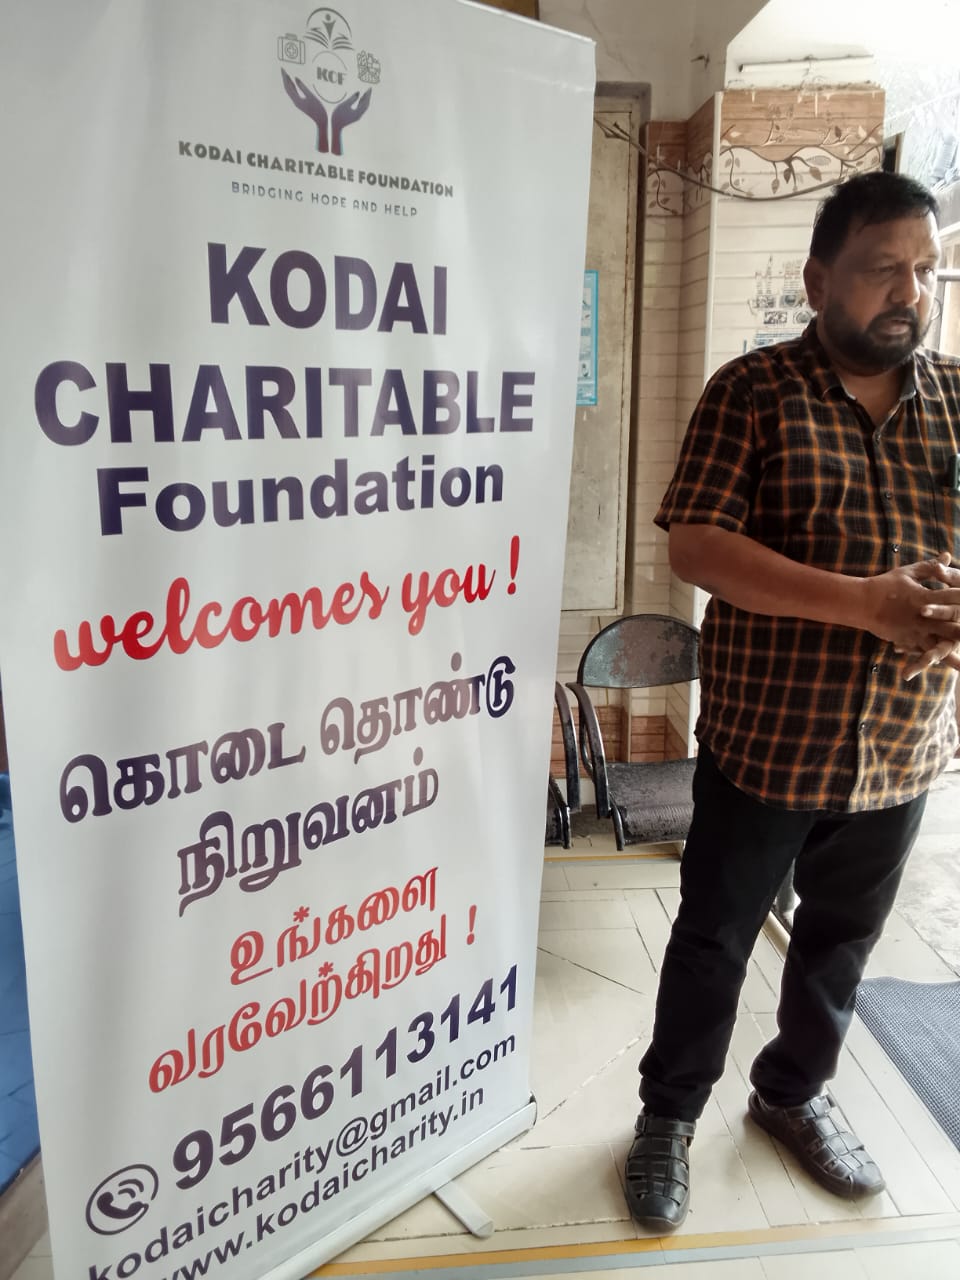 KCF
KODAI CHARITABLE FOUNDATION
BRIDGING HOPE AND HELP
KODAI
CHARITABLE
Foundation
welcomes you !
கொடை தொண்டு
நிறுவனம்
உங்களை
வரவேற்கிறது !
9566113141
kodaicharity@gmail.com
www.kodaicharity.in